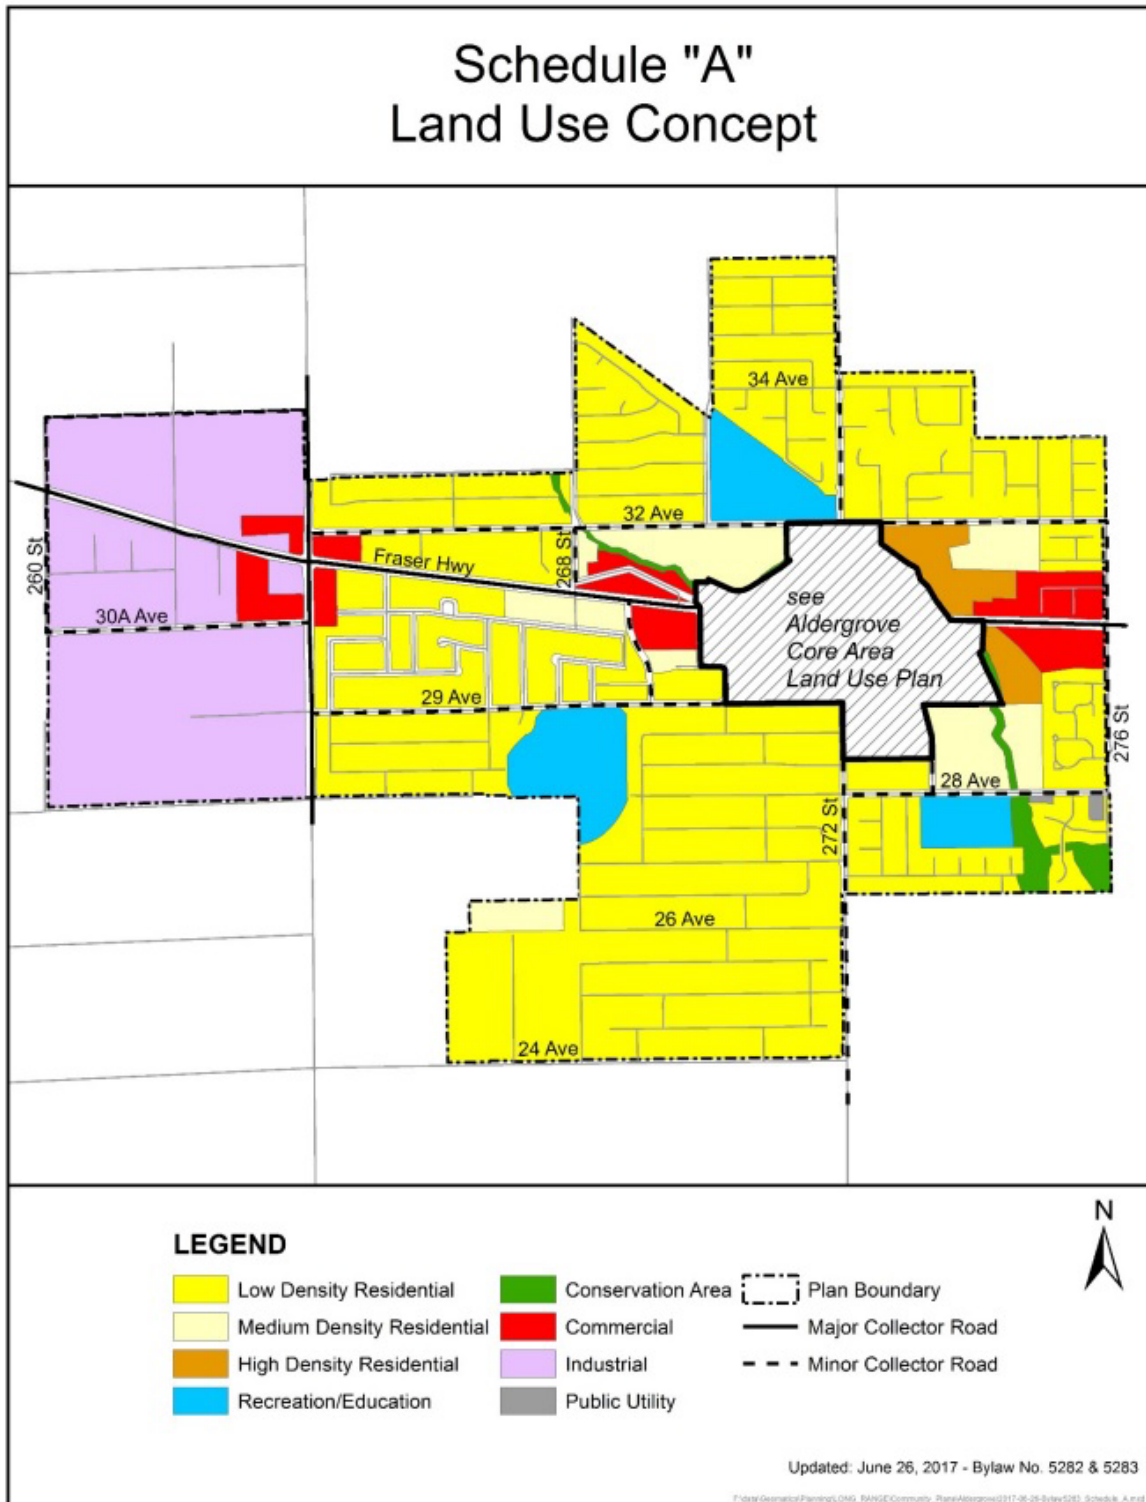 Schedule "A"
Land Use Concept
34 Ave
32 Ave
Fraser Hwy
268 St
260 St
30A Ave
see
Aldergrove
Core Area
Land Use Plan
29 Ave
276 St
28 Ave
272 St
26 Ave
24 Ave
N
LEGEND
Low Density Residential
Medium Density Residential
High Density Residential
Recreation/Education
Conservation Area
Commercial
Industrial
Public Utility
Plan Boundary
Major Collector Road
Minor Collector Road
Updated: June 26, 2017 - Bylaw No. 5282 & 5283